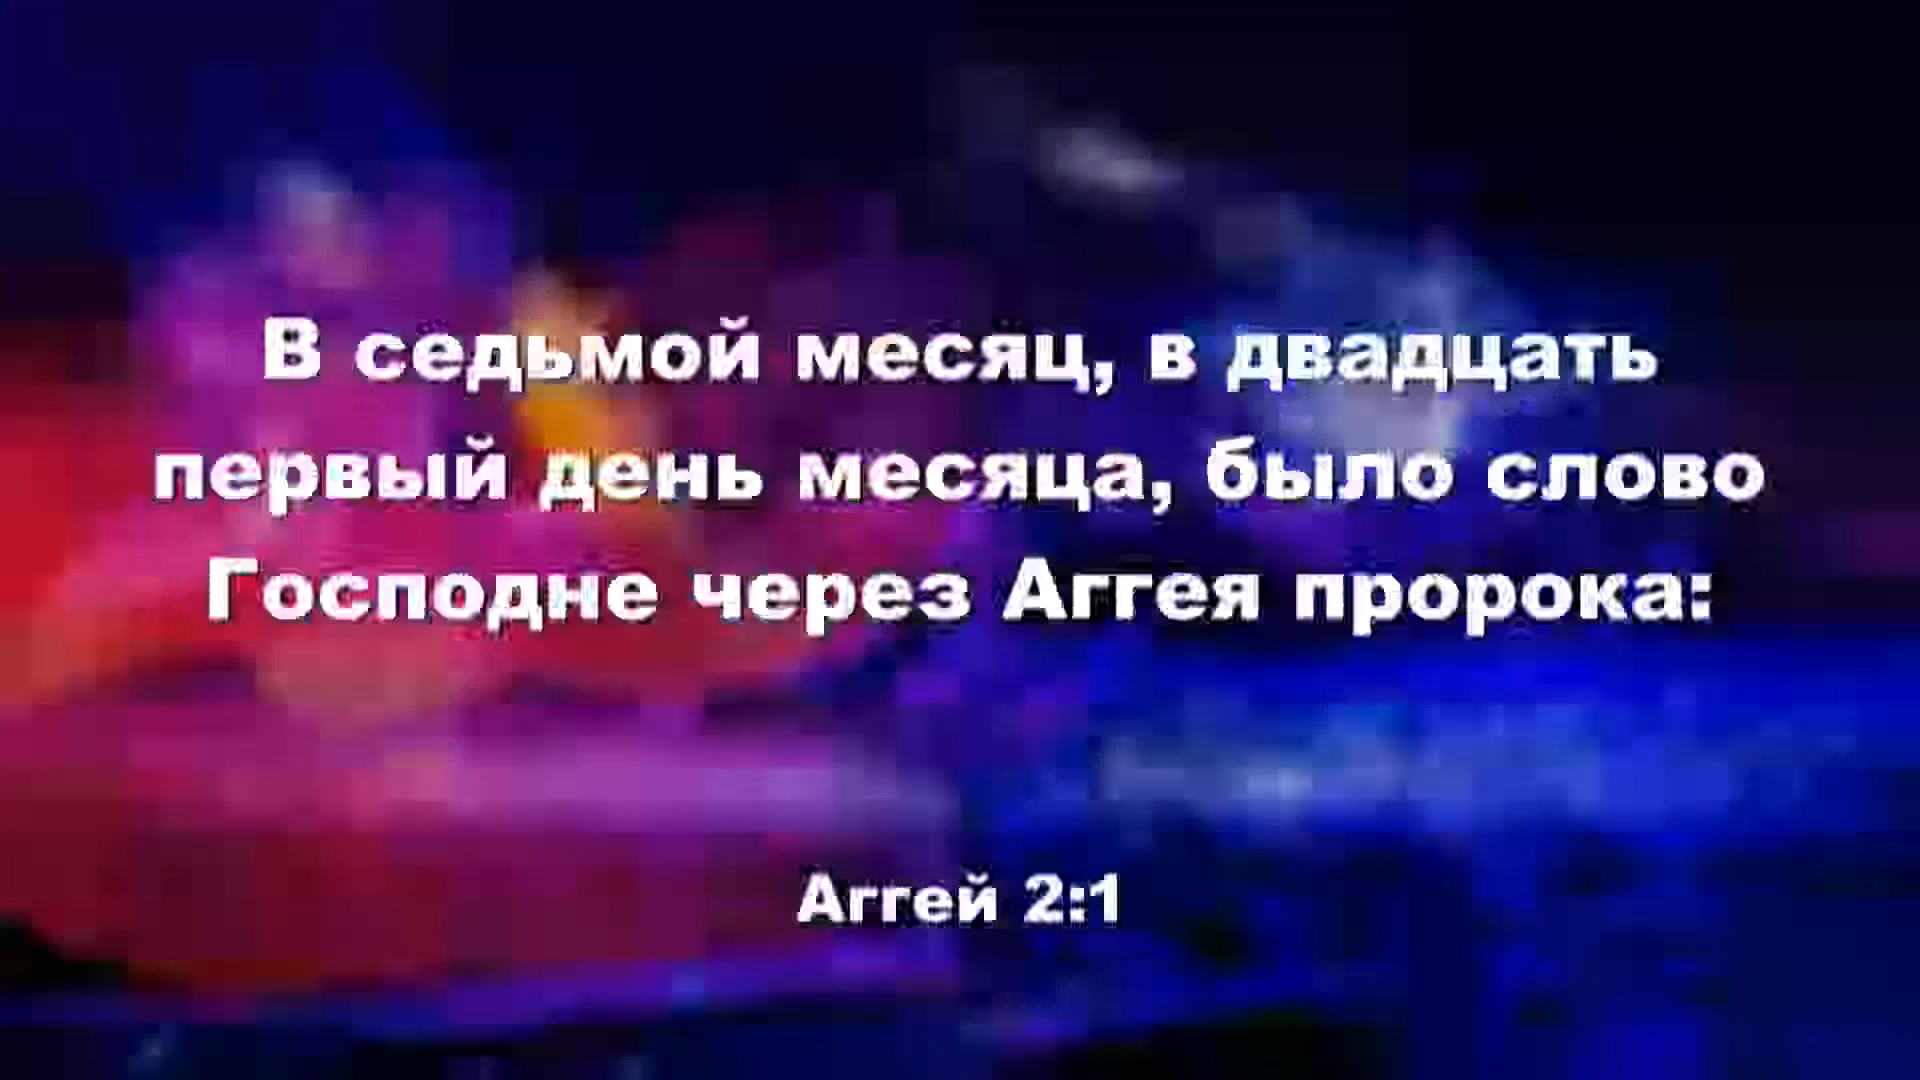 В седьмой месяц, в двадцать
первый день месяца, было слово
Господне через Аггея пророка:
Аггей 2:1